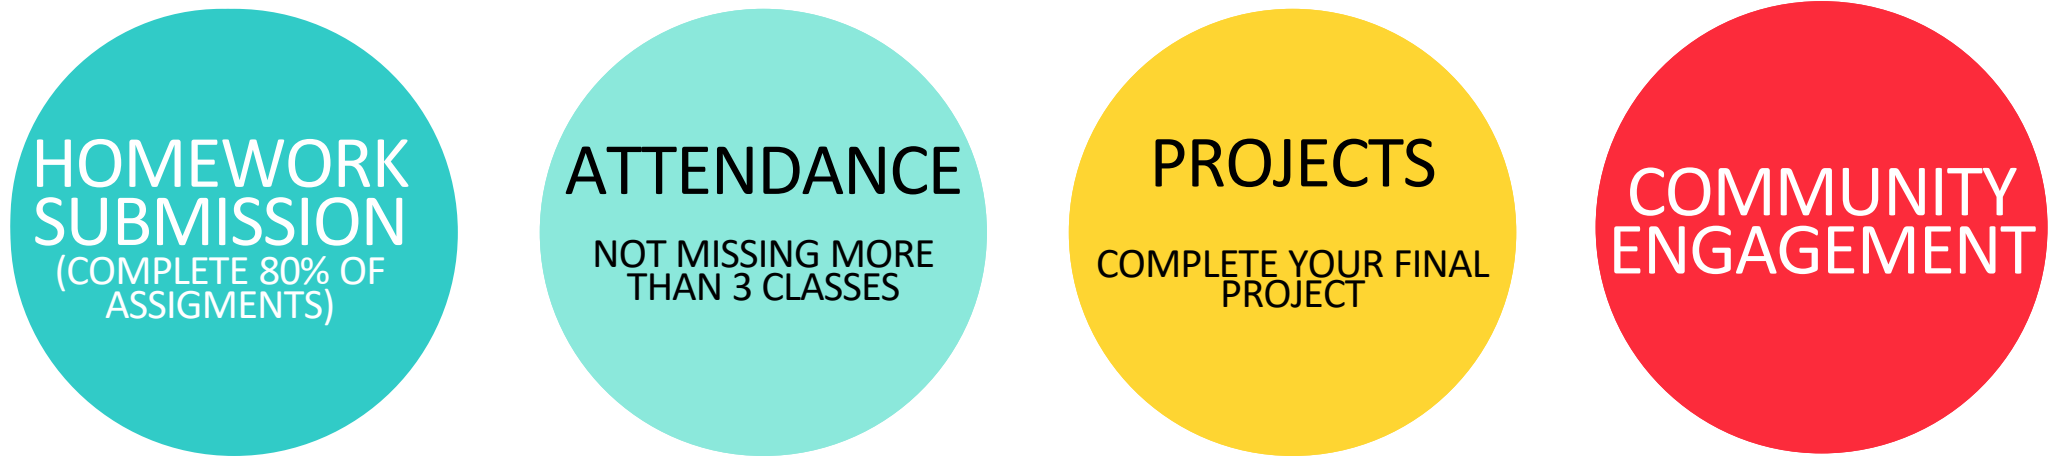 HOMEWORK
SUBMISSION
(COMPLETE 80% OF
ASSIGMENTS)
ATTENDANCE
NOT MISSING MORE
THAN 3 CLASSES
PROJECTS
COMPLETE YOUR FINAL
PROJECT
COMMUNITY
ENGAGEMENT